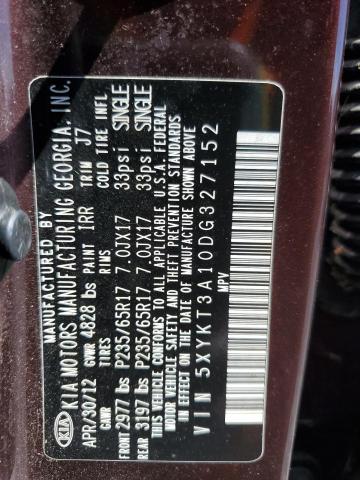 MANUFACTURED BY
KIA KIA MOTORS MANUFACTURING GEORGIA, INC.
APR/30/12 GVWR 4828 lbs PAINT IRR TRIM J7
GAWR TIRES RIMS COLD TIRE INFL
FRONT 2977 lbs P235/65R17 7.0JX17 33psi SINGLE
REAR 3197 lbs P235/65R17 7.0JX17 33psi SINGLE
THIS VEHICLE CONFORMS TO ALL APPLICABLE U.S.A. FEDERAL
MOTOR VEHICLE SAFETY AND THEFT PREVENTION STANDARDS
IN EFFECT ON THE DATE OF MANUFACTURE SHOWN ABOVE
VIN 5XYKT3A10DG327152
MPV